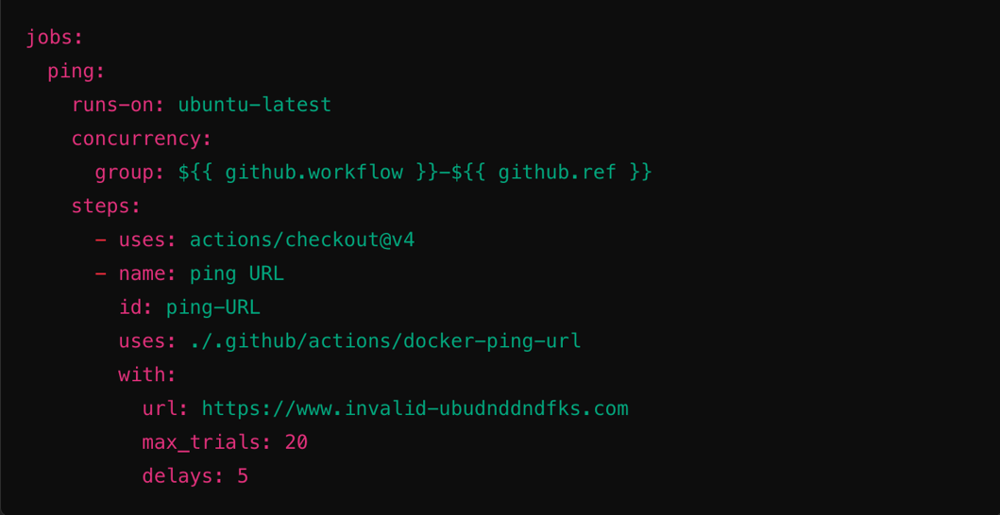 jobs:
  ping:
    runs-on: ubuntu-latest
    concurrency:
      group: ${{ github.workflow }}-${{ github.ref }}
    steps:
      - uses: actions/checkout@v4
      - name: ping URL
        id: ping-URL
        uses: ./.github/actions/docker-ping-url
        with:
          url: https://www.invalid-ubudnddndfks.com
          max_trials: 20
          delays: 5